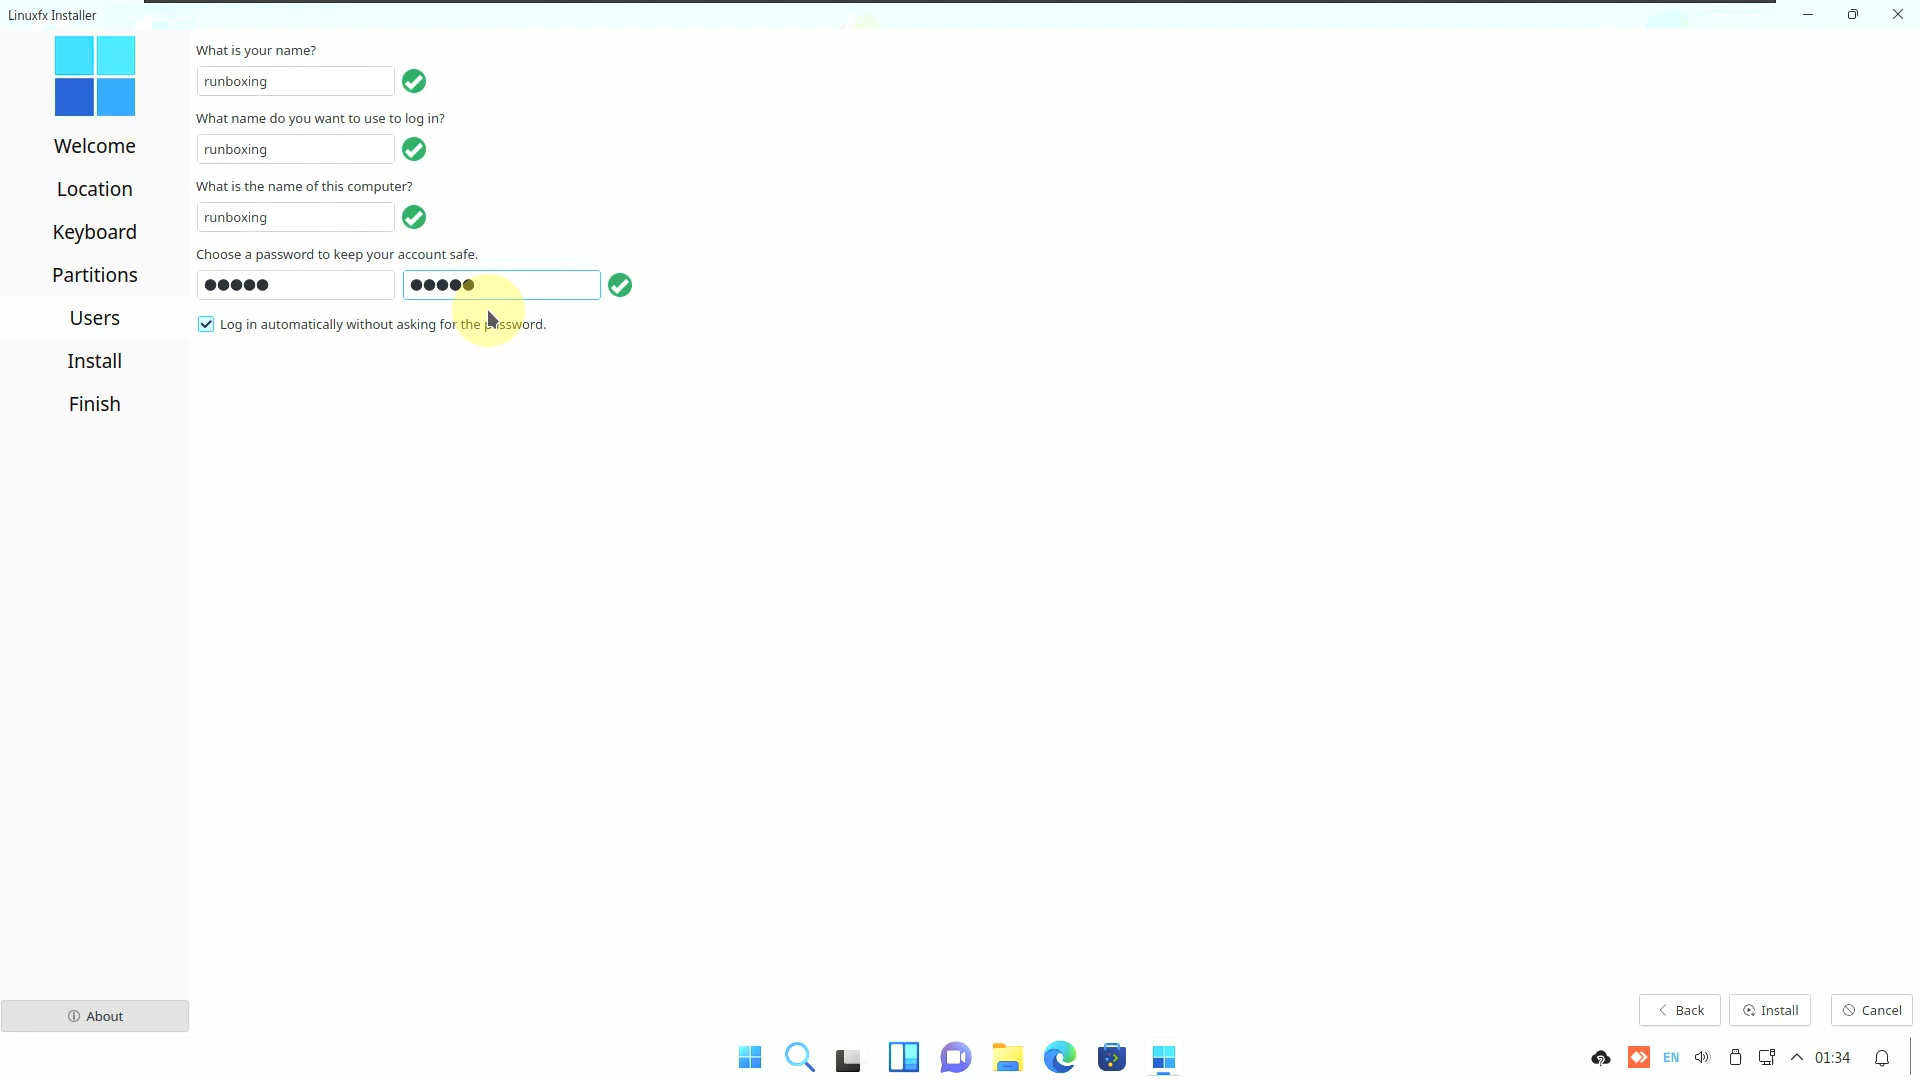 Linuxfx Installer
What is your name?
runboxing
Welcome
What name do you want to use to log in?
runboxing
Location
What is the name of this computer?
runboxing
Keyboard
Choose a password to keep your account safe.
●●●●● ●●●●●
Partitions
Log in automatically without asking for the password.
Users
Install
Finish
About
Back Install Cancel
EN 01:34